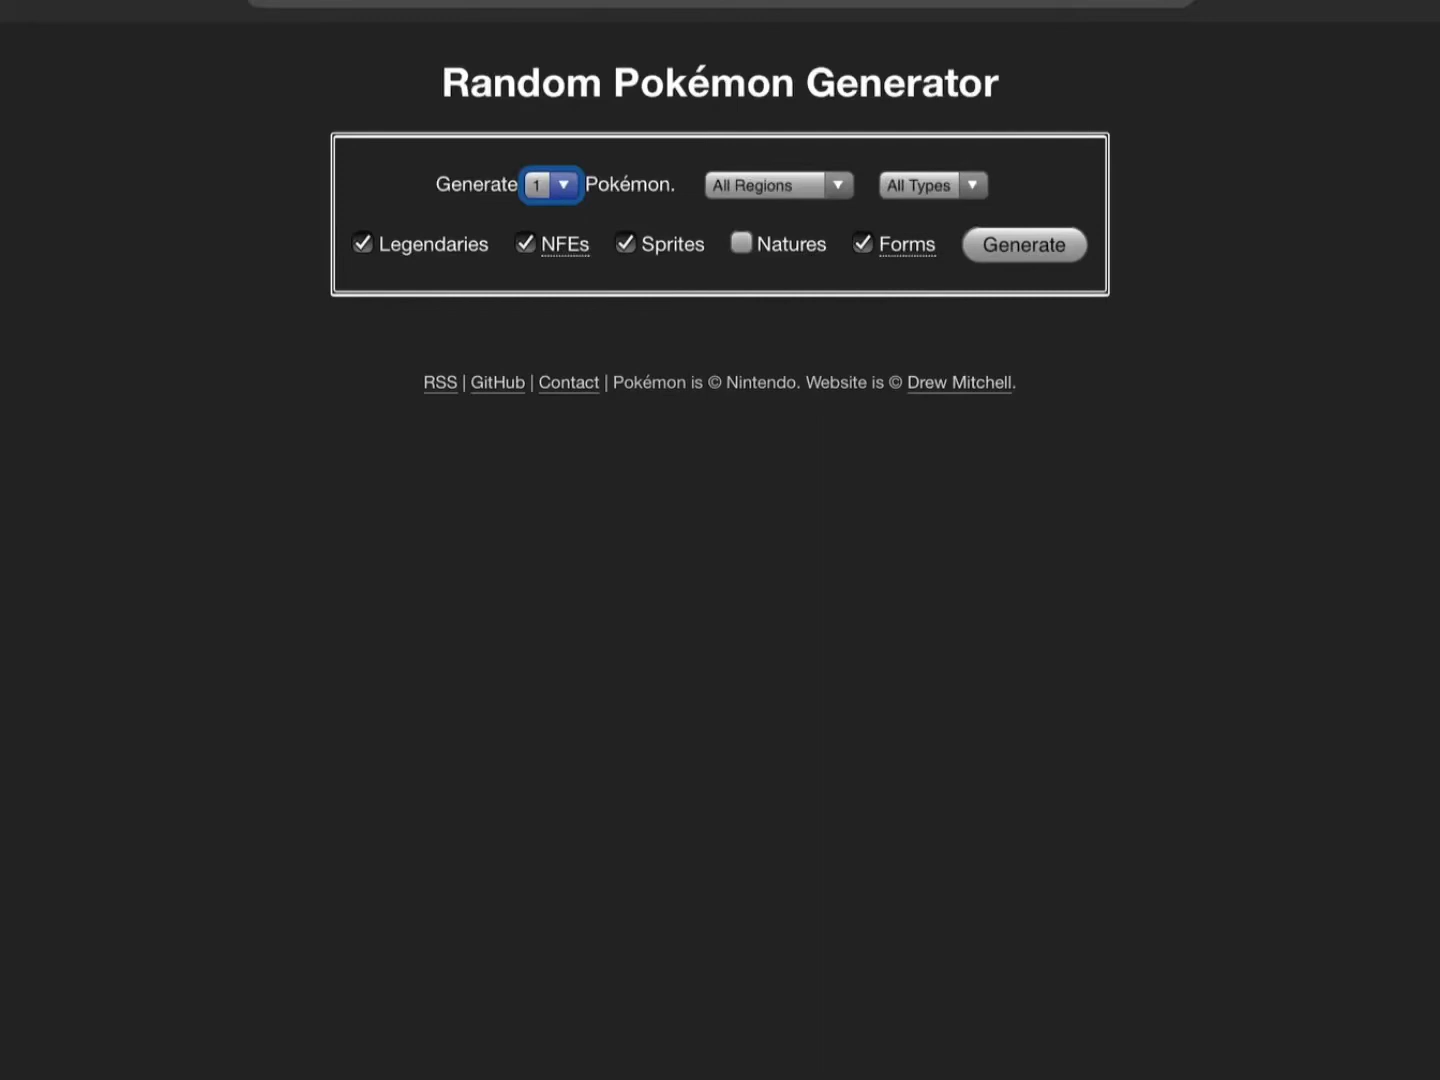 Random Pokémon Generator
Generate 1 Pokémon. All Regions All Types
Legendaries NFEs Sprites Natures Forms Generate
RSS | GitHub | Contact | Pokémon is © Nintendo. Website is © Drew Mitchell.